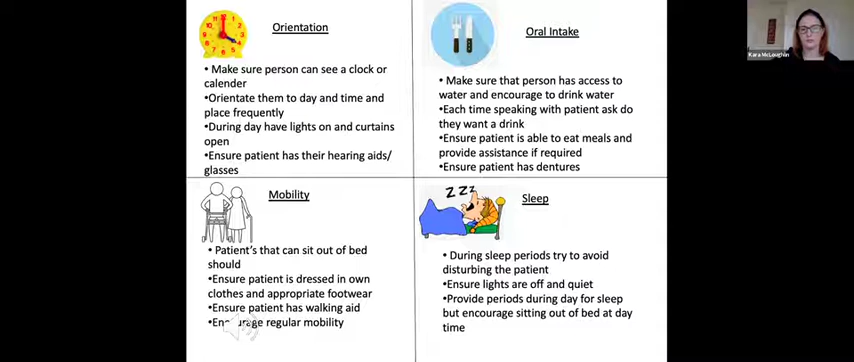 Orientation
• Make sure person can see a clock or
calender
•Orientate them to day and time and
place frequently
•During day have lights on and curtains
open
•Ensure patient has their hearing aids/
glasses
Oral Intake
• Make sure that person has access to
water and encourage to drink water
•Each time speaking with patient ask do
they want a drink
•Ensure patient is able to eat meals and
provide assistance if required
•Ensure patient has dentures
Mobility
• Patient's that can sit out of bed
should
•Ensure patient is dressed in own
clothes and appropriate footwear
•Ensure patient has walking aid
•Encourage regular mobility
ZZZ
Sleep
• During sleep periods try to avoid
disturbing the patient
•Ensure lights are off and quiet
•Provide periods during day for sleep
but encourage sitting out of bed at day
time
Kara McLoughlin